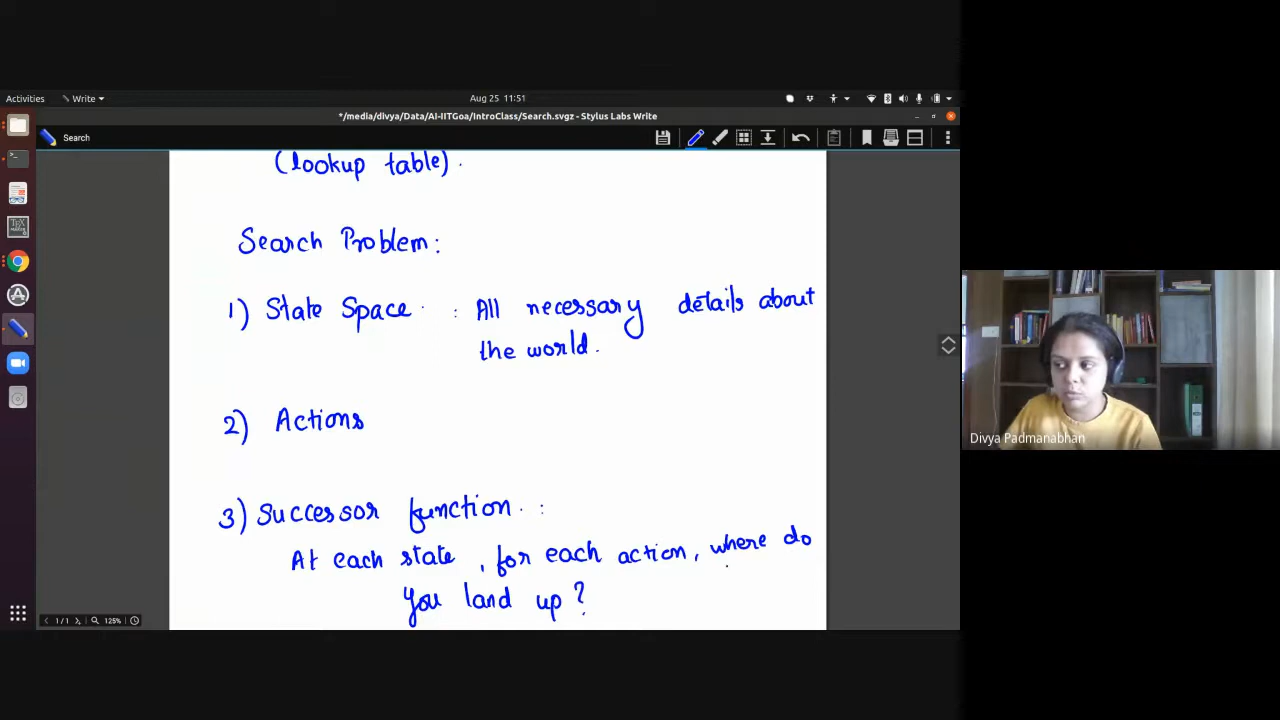 Activities Write Aug 25 11:51
*/media/divya/Data/AI-IITGoa/IntroClass/Search.svgz - Stylus Labs Write
Search
(lookup table).
Search Problem:
1) State Space : All necessary details about
the world.
2) Actions
3) Successor function :
At each state, for each action, where do
you land up?
Divya Padmanabhan
1/1 125%